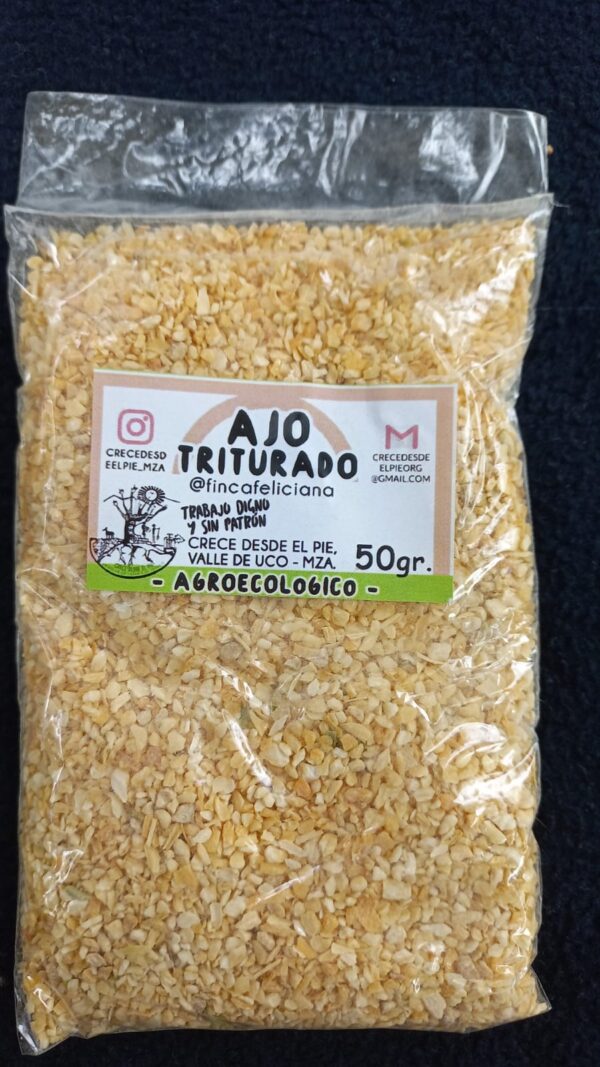 AJO
TRITURADO
@fincafeliciana
CRECEDESD
EELPIE_MZA
CRECEDESDE
ELPIEORG
@GMAIL.COM
TRABAJO DIGNO
Y SIN PATRÓN
CRECE DESDE EL PIE,
VALLE DE UCO - MZA.
50gr.
- AGROECOLOGICO -